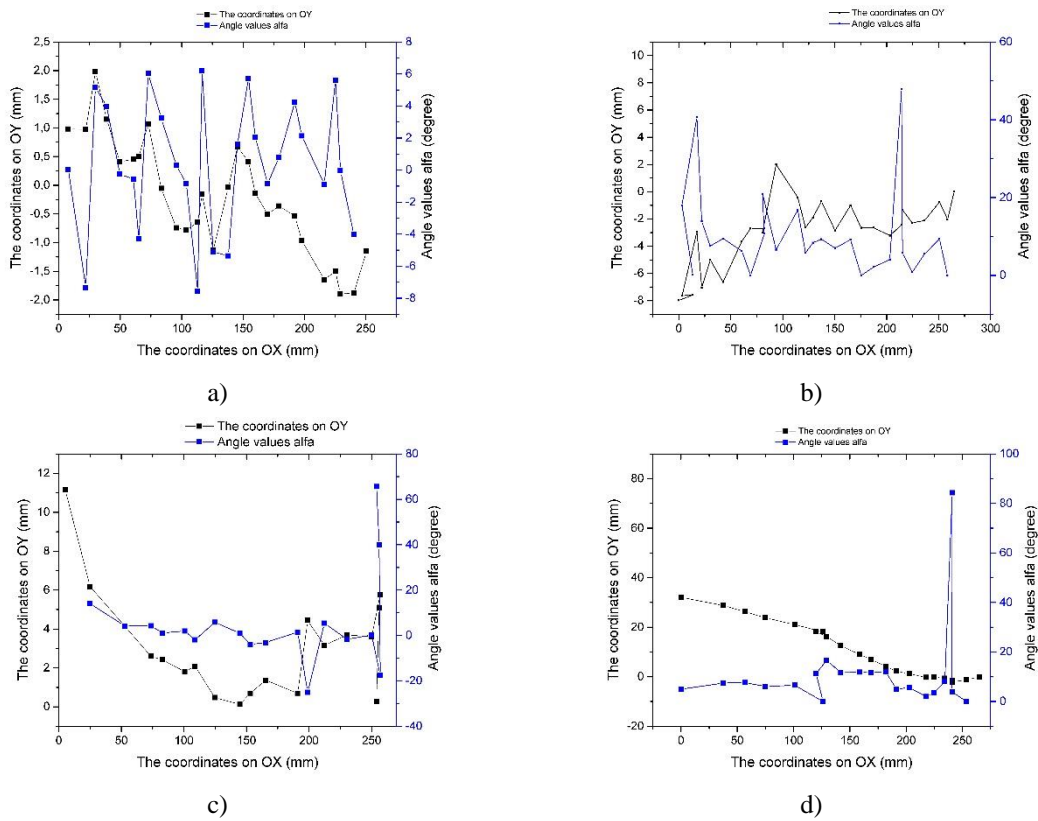 The coordinates on OY
Angle values alfa
2,5
2,0
1,5
1,0
0,5
0,0
-0,5
-1,0
-1,5
-2,0
8
6
4
2
0
-2
-4
-6
-8
0 50 100 150 200 250
The coordinates on OY (mm)
Angle values alfa (degree)
The coordinates on OX (mm)
a)
The coordinates on OY
Angle values alfa
10
8
6
4
2
0
-2
-4
-6
-8
60
40
20
0
0 50 100 150 200 250 300
The coordinates on OY (mm)
Angle values alfa (degree)
The coordinates on OX (mm)
b)
The coordinates on OY
Angle values alfa
12
10
8
6
4
2
0
80
60
40
20
0
-20
-40
0 50 100 150 200 250
The coordinates on OY (mm)
Angle values alfa (degree)
The coordinates on OX (mm)
c)
The coordinates on OY
Angle values alfa
80
60
40
20
0
-20
100
80
60
40
20
0
0 50 100 150 200 250
The coordinates on OY (mm)
Angle values alfa (degree)
The coordinates on OX (mm)
d)